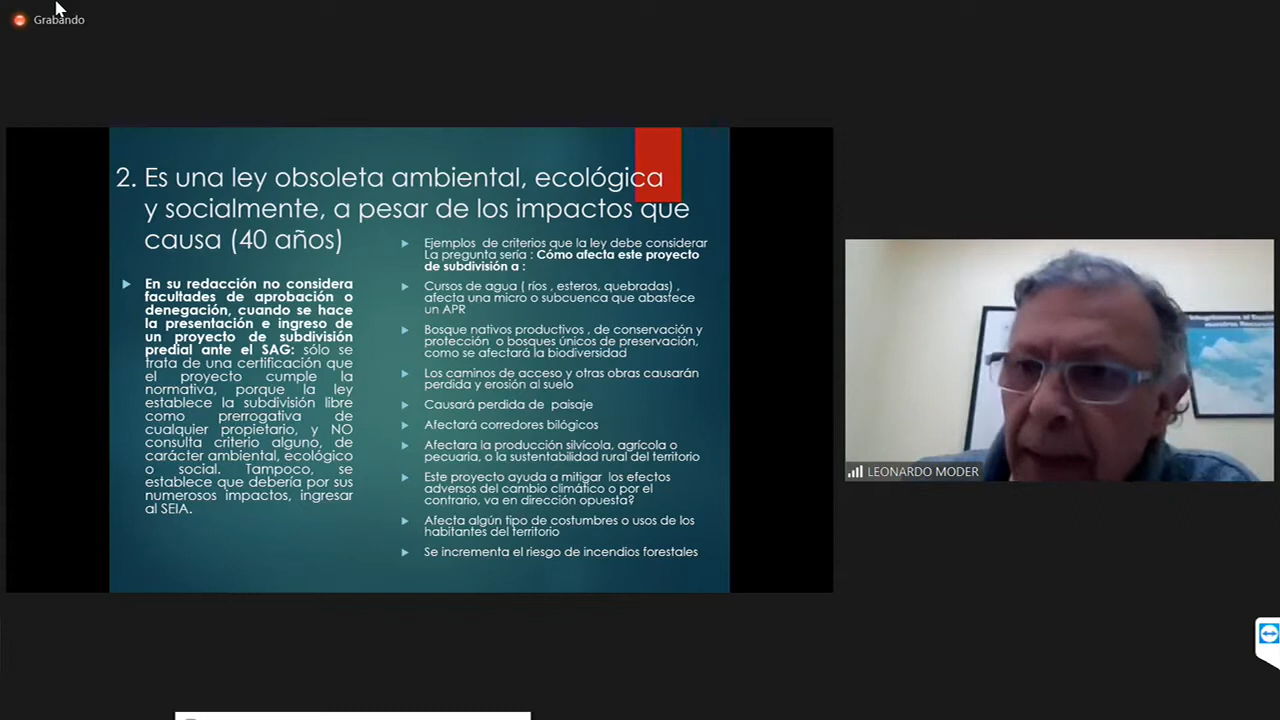 Grabando
2. Es una ley obsoleta ambiental, ecológica
y socialmente, a pesar de los impactos que
causa (40 años)
En su redacción no considera
facultades de aprobación o
denegación, cuando se hace
la presentación e ingreso de
un proyecto de subdivisión
predial ante el SAG: sólo se
trata de una certificación que
el proyecto cumple la
normativa, porque la ley
establece la subdivisión libre
como prerrogativa de
cualquier propietario, y NO
consulta criterio alguno, de
carácter ambiental, ecológico
o social. Tampoco, se
establece que debería por sus
numerosos impactos, ingresar
al SEIA.
Ejemplos de criterios que la ley debe considerar
La pregunta sería : Cómo afecta este proyecto
de subdivisión a :
Cursos de agua ( ríos , esteros, quebradas) ,
afecta una micro o subcuenca que abastece
un APR
Bosque nativos productivos , de conservación y
protección o bosques únicos de preservación,
como se afectará la biodiversidad
Los caminos de acceso y otras obras causarán
perdida y erosión al suelo
Causará perdida de paisaje
Afectará corredores bilógicos
Afectara la producción silvícola, agrícola o
pecuaria, o la sustentabilidad rural del territorio
Este proyecto ayuda a mitigar los efectos
adversos del cambio climático o por el
contrario, va en dirección opuesta?
Afecta algún tipo de costumbres o usos de los
habitantes del territorio
Se incrementa el riesgo de incendios forestales
LEONARDO MODER